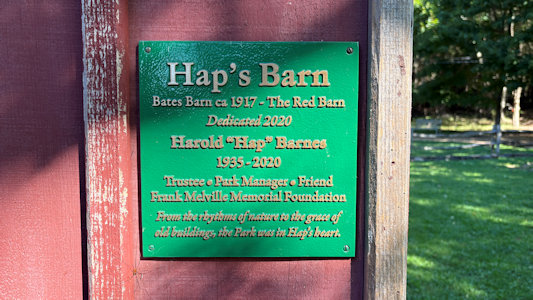 Hap's Barn
Bates Barn ca 1917 - The Red Barn
Dedicated 2020
Harold "Hap" Barnes
1935 - 2020
Trustee • Park Manager • Friend
Frank Melville Memorial Foundation
From the rhythms of nature to the grace of
old buildings, the Park was in Hap's heart.